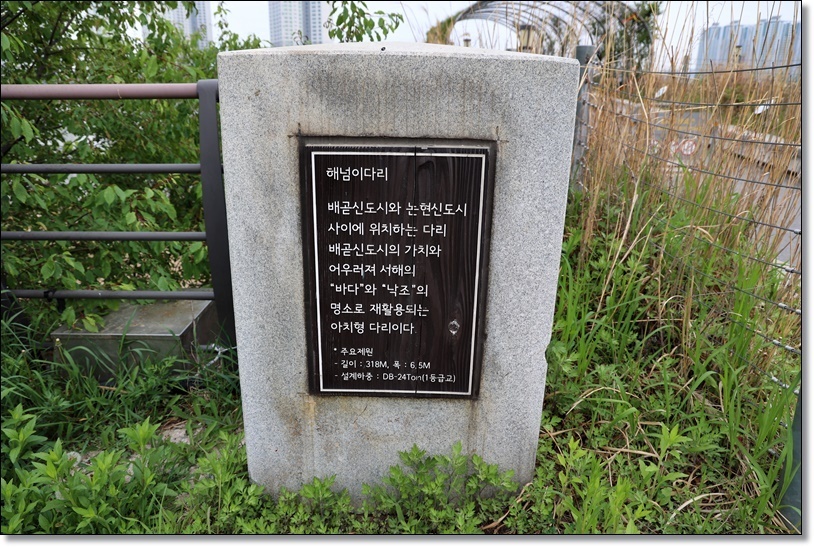 해넘이다리
배곧신도시와 논현신도시
사이에 위치하는 다리
배곧신도시의 가치와
어우러져 서해의
“바다”와 “낙조”의
명소로 재활용되는
아치형 다리이다.
* 주요제원
- 길이 : 318M, 폭 : 6.5M
- 설계하중 : DB-24Ton(1등급교)